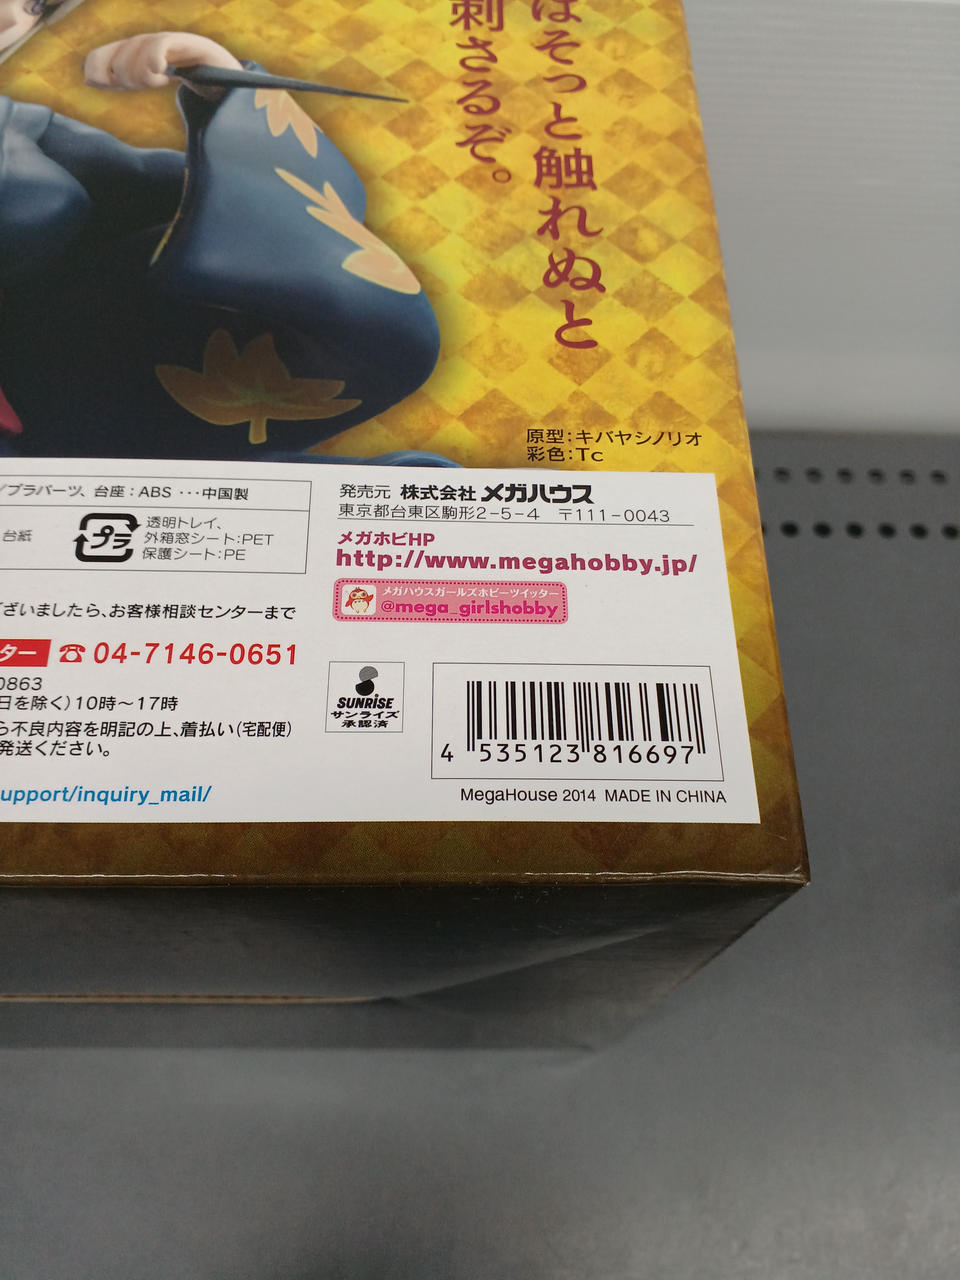 はそっと触れぬと
刺さるぞ。
原型：キバヤシノリオ
彩色：Tc
/プラパーツ、台座：ABS ･･･中国製
台紙
プラ
透明トレイ、
外箱窓シート：PET
保護シート：PE
ございましたら、お客様相談センターまで
ター ☎ 04-7146-0651
0863
日を除く）10時〜17時
ら不良内容を明記の上、着払い（宅配便）
発送ください。
upport/inquiry_mail/
発売元 株式会社 メガハウス
東京都台東区駒形2-5-4 〒111-0043
メガホビHP
http://www.megahobby.jp/
メガハウスガールズホビーツイッター
@mega_girlshobby
SUNRISE
サンライズ
承認済
4 535123 816697
MegaHouse 2014 MADE IN CHINA